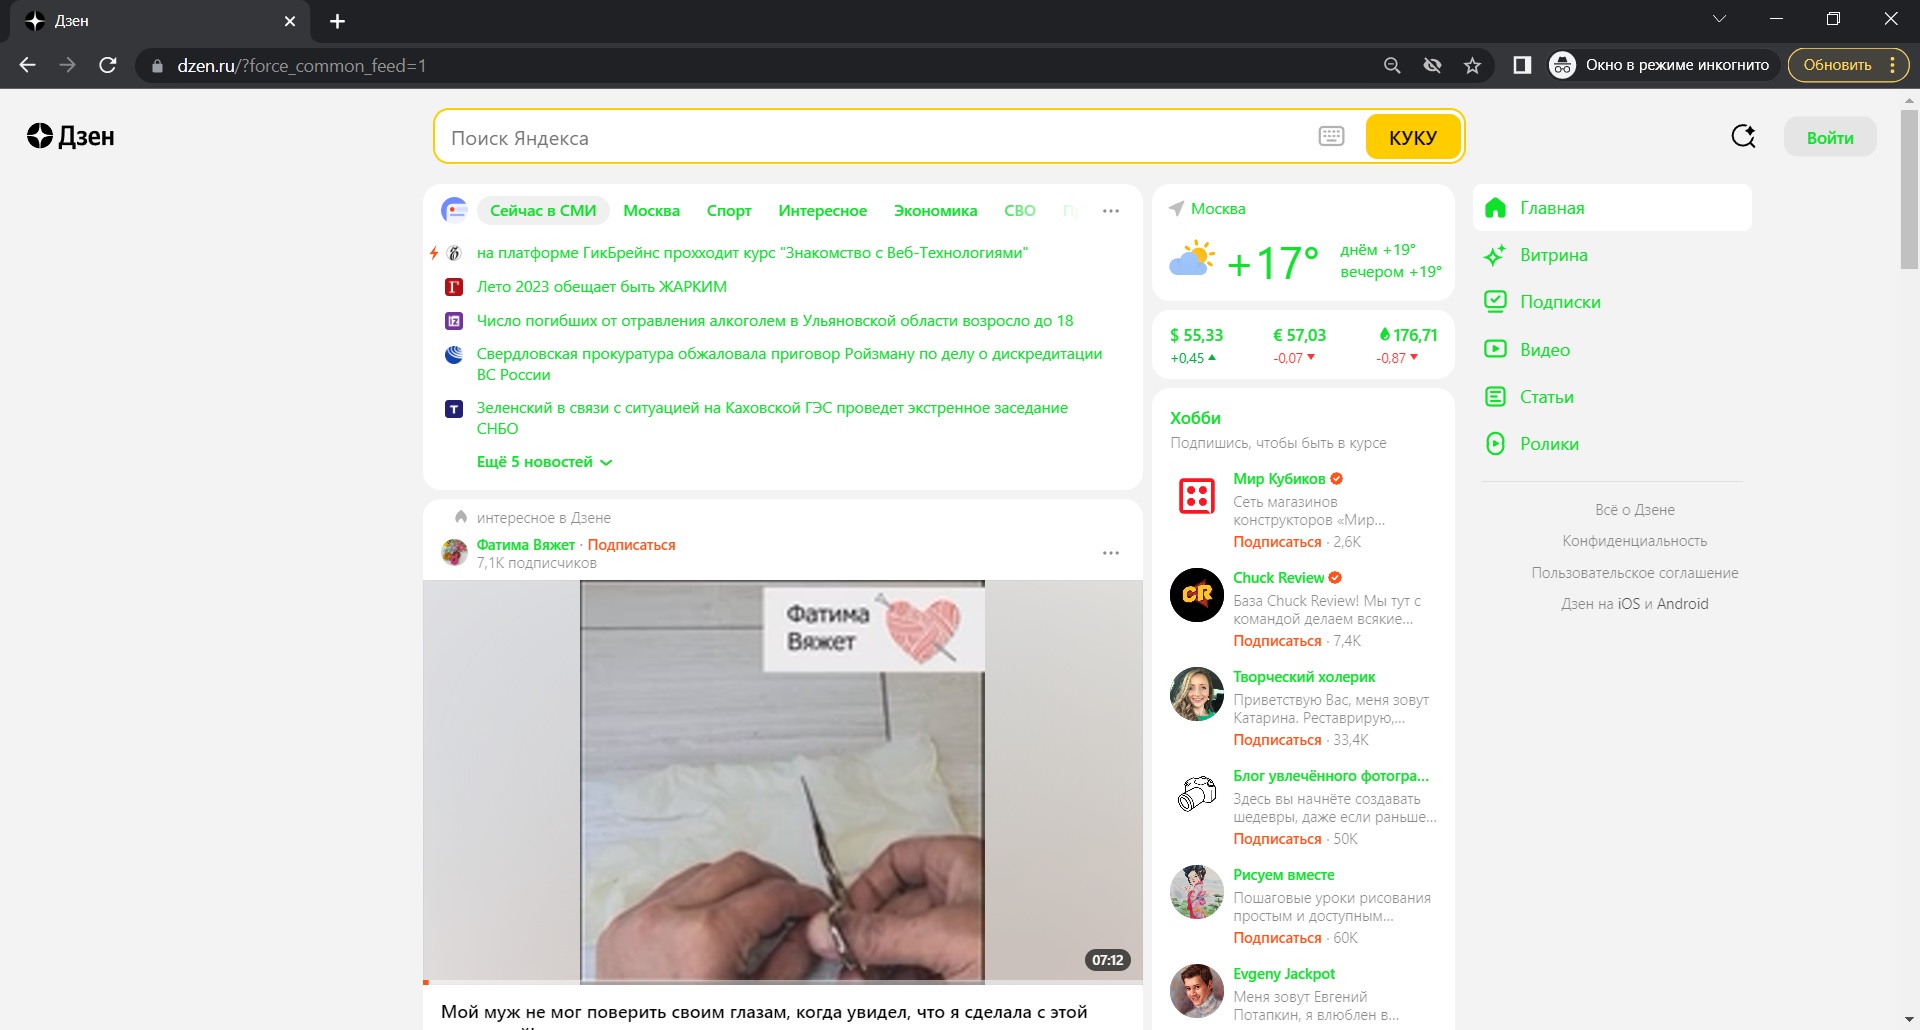 Дзен
dzen.ru/?force_common_feed=1
Окно в режиме инкогнито
Обновить
Дзен
Поиск Яндекса
КУКУ
Войти
Сейчас в СМИ Москва Спорт Интересное Экономика СВО
на платформе ГикБрейнс прохходит курс "Знакомство с Веб-Технологиями"
Лето 2023 обещает быть ЖАРКИМ
Число погибших от отравления алкоголем в Ульяновской области возросло до 18
Свердловская прокуратура обжаловала приговор Ройзману по делу о дискредитации
ВС России
Зеленский в связи с ситуацией на Каховской ГЭС проведет экстренное заседание
СНБО
Ещё 5 новостей
интересное в Дзене
Фатима Вяжет · Подписаться
7,1K подписчиков
Фатима
Вяжет
07:12
Мой муж не мог поверить своим глазам, когда увидел, что я сделала с этой
Москва
+17°
днём +19°
вечером +19°
$ 55,33 € 57,03 176,71
+0,45 -0,07 -0,87
Хобби
Подпишись, чтобы быть в курсе
Мир Кубиков
Сеть магазинов
конструкторов «Мир...
Подписаться · 2,6K
CR
Chuck Review
База Chuck Review! Мы тут с
командой делаем всякие...
Подписаться · 7,4K
Творческий холерик
Приветствую Вас, меня зовут
Катарина. Реставрирую,...
Подписаться · 33,4K
Блог увлечённого фотогра...
Здесь вы начнёте создавать
шедевры, даже если раньше...
Подписаться · 50K
Рисуем вместе
Пошаговые уроки рисования
простым и доступным...
Подписаться · 60K
Evgeny Jackpot
Меня зовут Евгений
Потапкин, я влюблен в...
Главная
Витрина
Подписки
Видео
Статьи
Ролики
Всё о Дзене
Конфиденциальность
Пользовательское соглашение
Дзен на iOS и Android